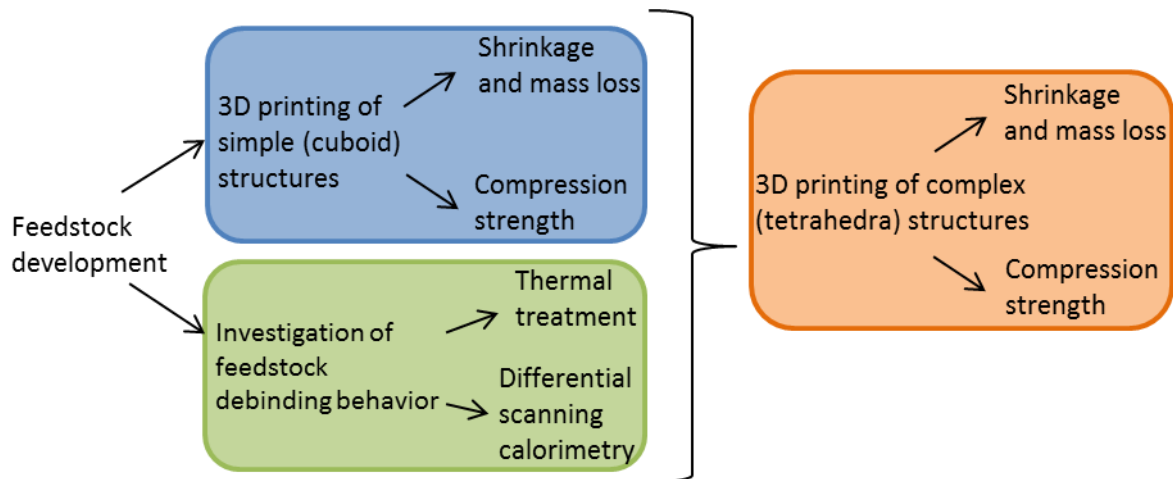 Feedstock
development
3D printing of
simple (cuboid)
structures
Shrinkage
and mass loss
Compression
strength
Investigation of
feedstock
debinding behavior
Thermal
treatment
Differential
scanning
calorimetry
3D printing of complex
(tetrahedra) structures
Shrinkage
and mass loss
Compression
strength